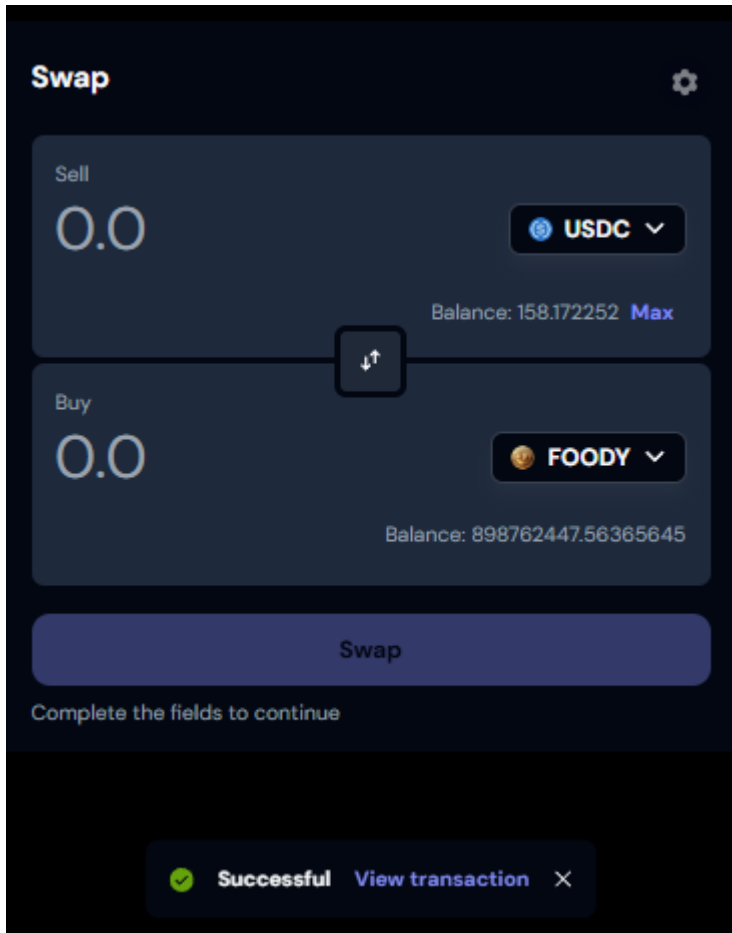 Swap
Sell
0.0
USDC
Balance: 158.172252 Max
Buy
0.0
FOODY
Balance: 898762447.56365645
Swap
Complete the fields to continue
Successful View transaction